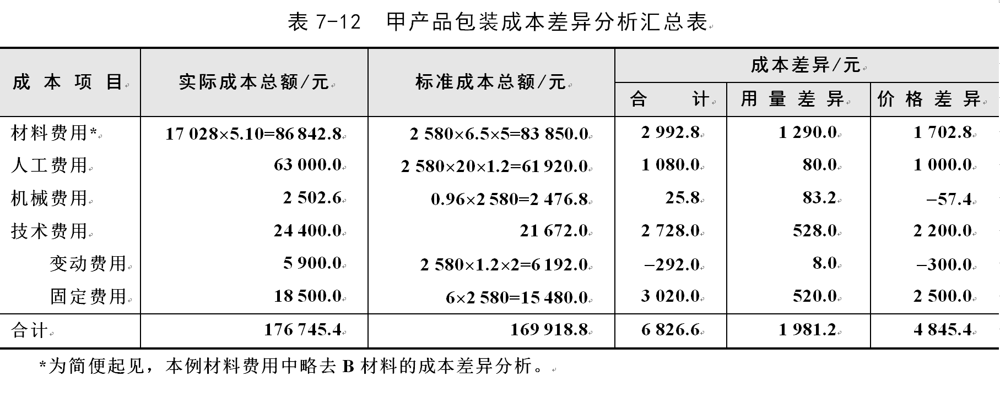 表 7-12 甲产品包装成本差异分析汇总表
成本项目 实际成本总额/元 标准成本总额/元 成本差异/元
合计 用量差异 价格差异
材料费用* 17 028×5.10=86 842.8 2 580×6.5×5=83 850.0 2 992.8 1 290.0 1 702.8
人工费用 63 000.0 2 580×20×1.2=61 920.0 1 080.0 80.0 1 000.0
机械费用 2 502.6 0.96×2 580=2 476.8 25.8 83.2 −57.4
技术费用 24 400.0 21 672.0 2 728.0 528.0 2 200.0
变动费用 5 900.0 2 580×1.2×2=6 192.0 −292.0 8.0 −300.0
固定费用 18 500.0 6×2 580=15 480.0 3 020.0 520.0 2 500.0
合计 176 745.4 169 918.8 6 826.6 1 981.2 4 845.4
*为简便起见，本例材料费用中略去 B 材料的成本差异分析。